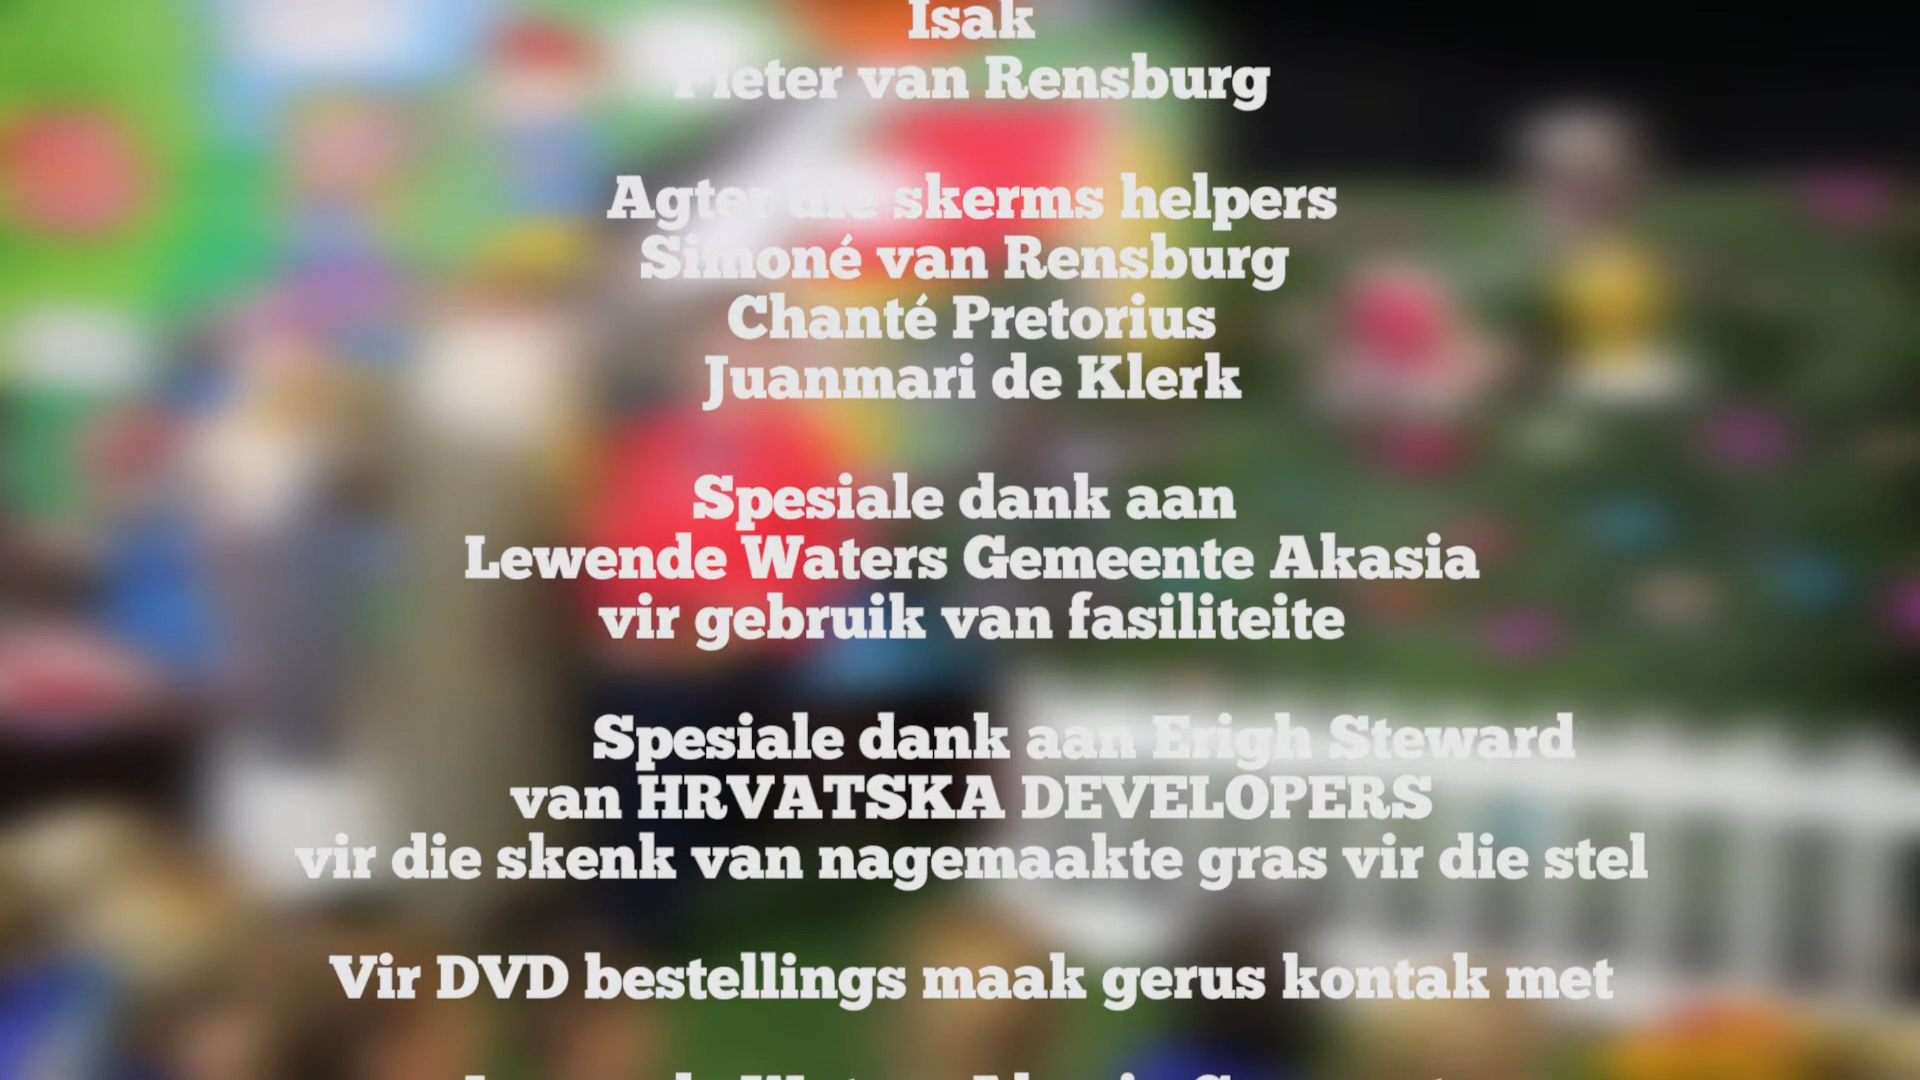 Isak
Pieter van Rensburg
Agter die skerms helpers
Simoné van Rensburg
Chanté Pretorius
Juanmari de Klerk
Spesiale dank aan
Lewende Waters Gemeente Akasia
vir gebruik van fasiliteite
Spesiale dank aan Erigh Steward
van HRVATSKA DEVELOPERS
vir die skenk van nagemaakte gras vir die stel
Vir DVD bestellings maak gerus kontak met